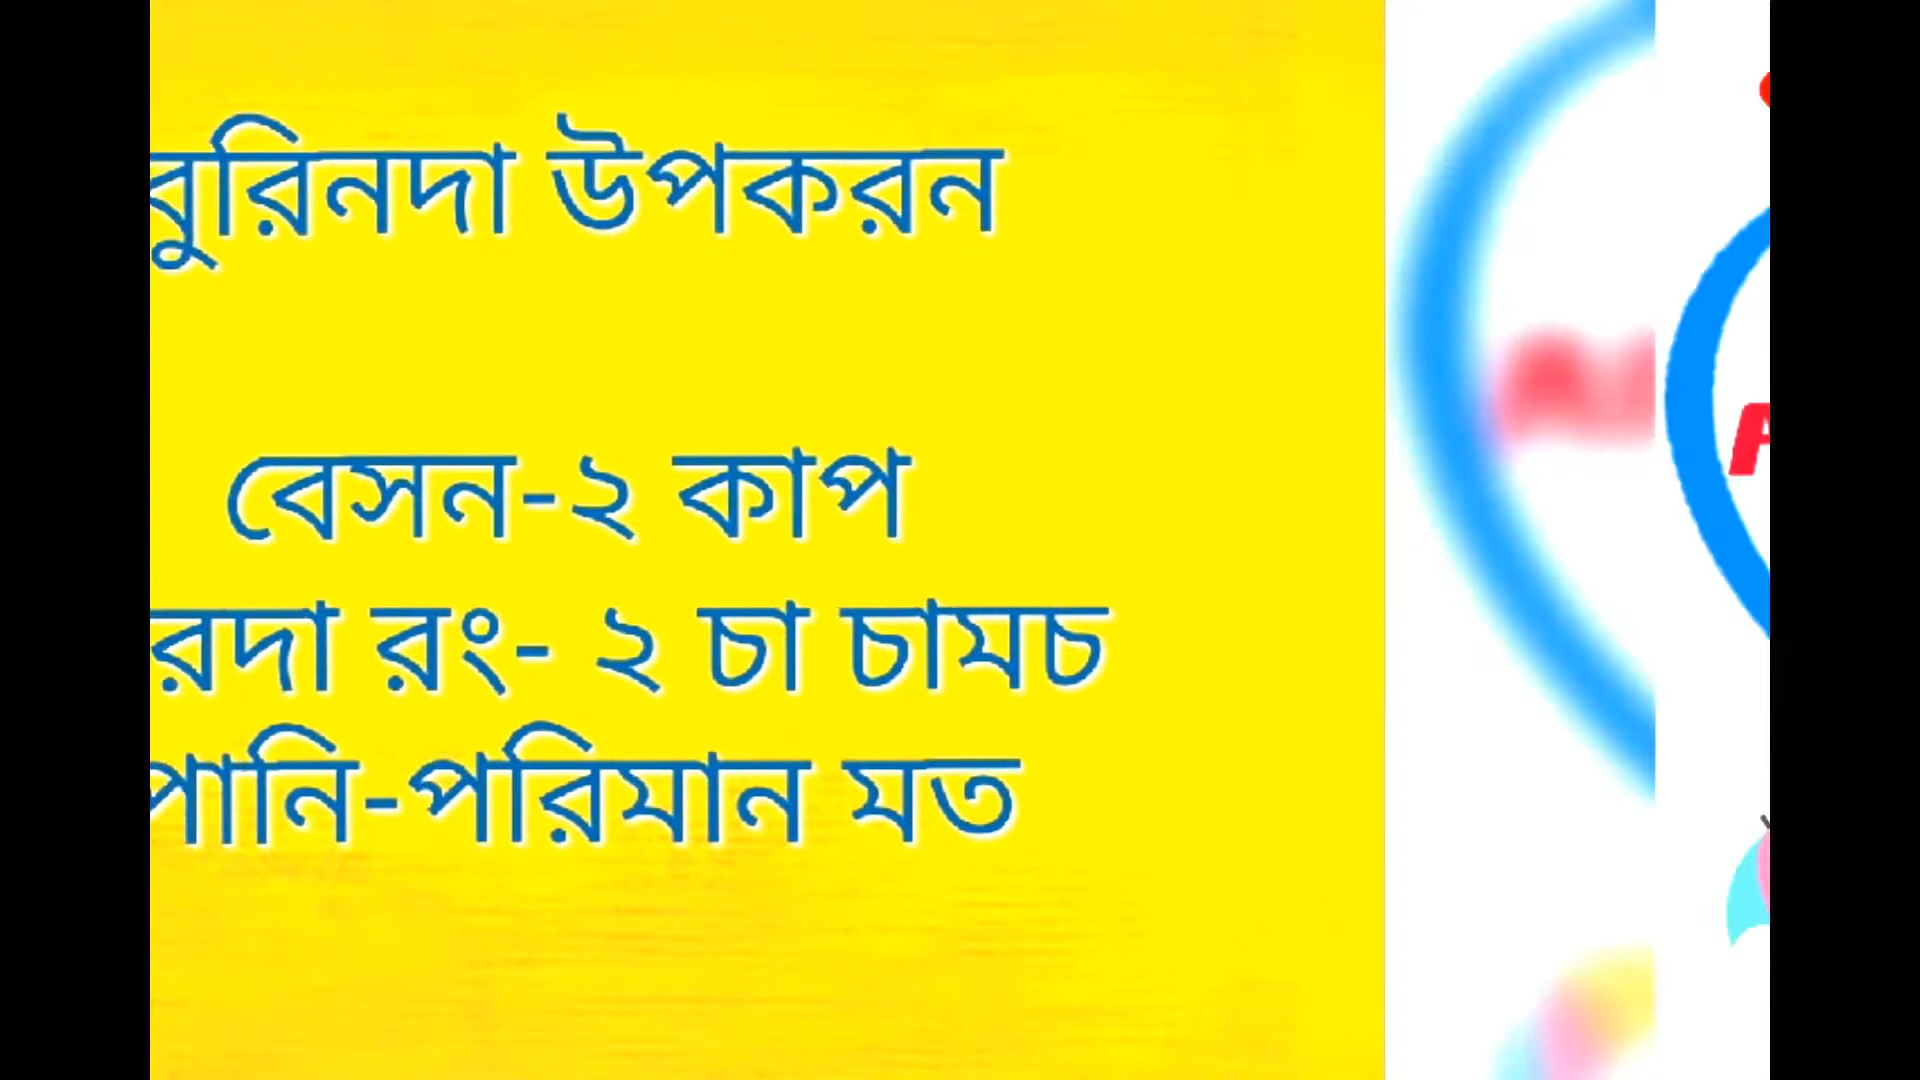 বুরিনদা উপকরন
বেসন-২ কাপ
রদা রং- ২ চা চামচ
পানি-পরিমান মত